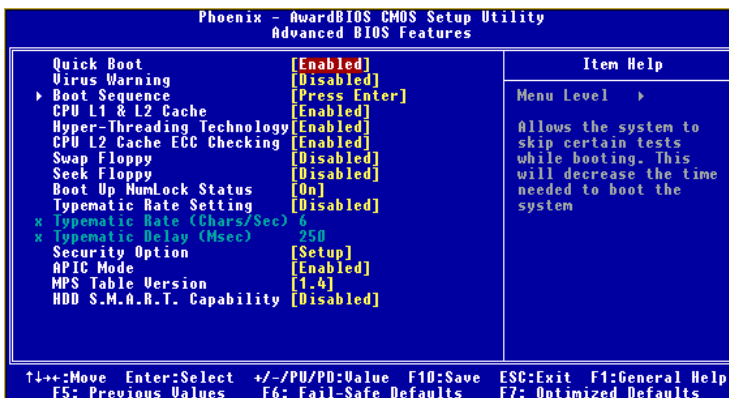 Phoenix - AwardBIOS CMOS Setup Utility
Advanced BIOS Features
Quick Boot [Enabled]
Virus Warning [Disabled]
▶ Boot Sequence [Press Enter]
CPU L1 & L2 Cache [Enabled]
Hyper-Threading Technology[Enabled]
CPU L2 Cache ECC Checking [Enabled]
Swap Floppy [Disabled]
Seek Floppy [Disabled]
Boot Up NumLock Status [On]
Typematic Rate Setting [Disabled]
x Typematic Rate (Chars/Sec) 6
x Typematic Delay (Msec) 250
Security Option [Setup]
APIC Mode [Enabled]
MPS Table Version [1.4]
HDD S.M.A.R.T. Capability [Disabled]
Item Help
Menu Level ▶
Allows the system to
skip certain tests
while booting. This
will decrease the time
needed to boot the
system
↑↓→←:Move Enter:Select +/-/PU/PD:Value F10:Save ESC:Exit F1:General Help
F5: Previous Values F6: Fail-Safe Defaults F7: Optimized Defaults